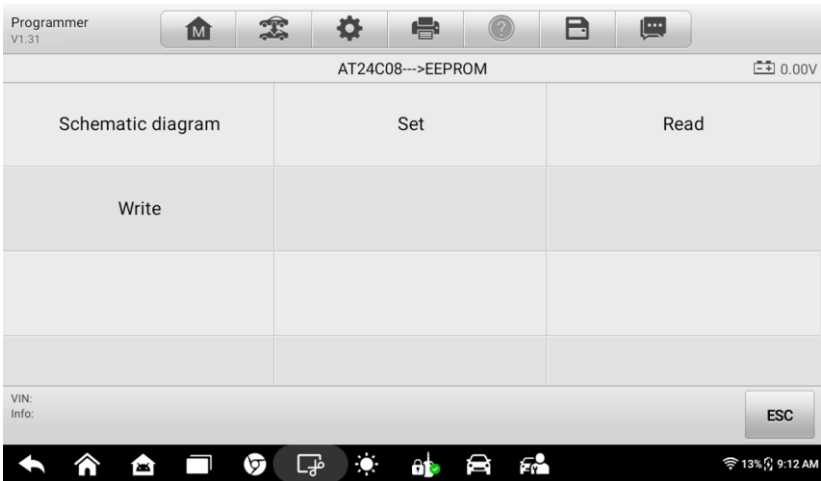 Programmer
V1.31
M
?
AT24C08--->EEPROM
0.00V
Schematic diagram
Set
Read
Write
VIN:
Info:
ESC
13%
9:12 AM